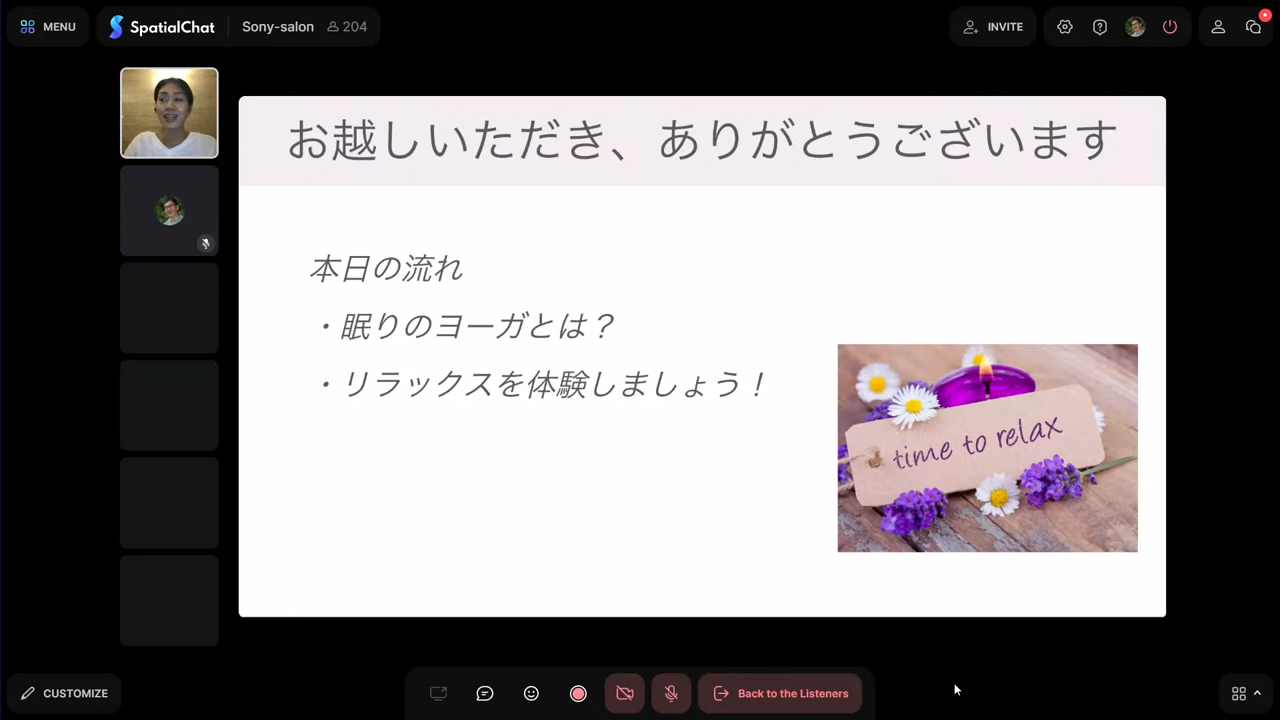 MENU
SpatialChat
Sony-salon
204
INVITE
お越しいただき、ありがとうございます
本日の流れ
・眠りのヨーガとは？
・リラックスを体験しましょう！
time to relax
CUSTOMIZE
Back to the Listeners